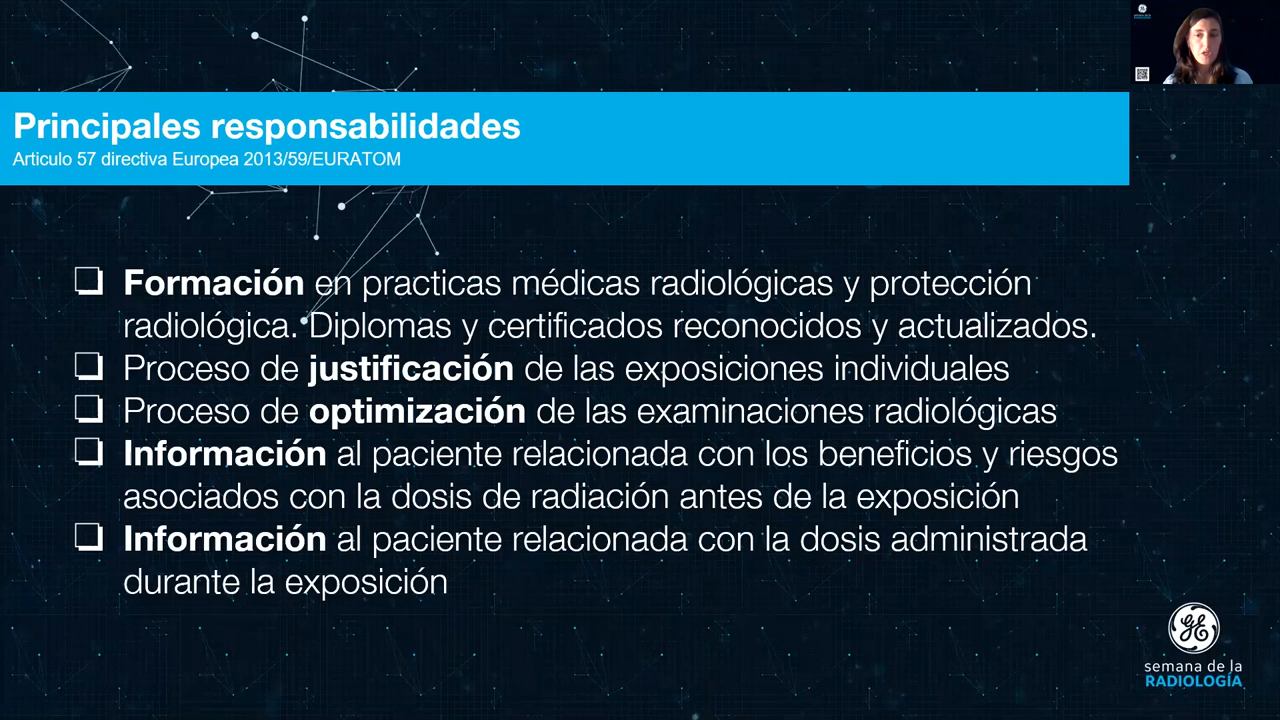 Principales responsabilidades
Articulo 57 directiva Europea 2013/59/EURATOM
❏ Formación en practicas médicas radiológicas y protección
radiológica. Diplomas y certificados reconocidos y actualizados.
❏ Proceso de justificación de las exposiciones individuales
❏ Proceso de optimización de las examinaciones radiológicas
❏ Información al paciente relacionada con los beneficios y riesgos
asociados con la dosis de radiación antes de la exposición
❏ Información al paciente relacionada con la dosis administrada
durante la exposición
GE
semana de la
RADIOLOGÍA